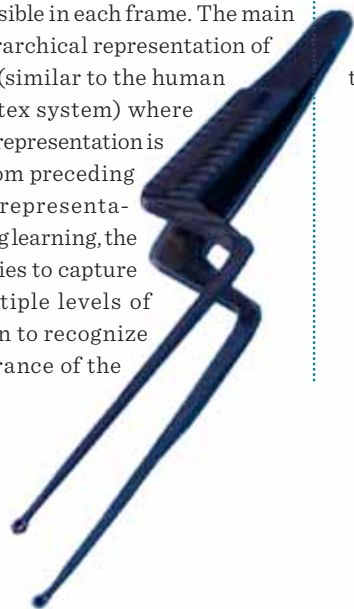 sible in each frame. The main
rarchical representation of
(similar to the human
tex system) where
representation is
om preceding
representa-
g learning, the
ies to capture
tiple levels of
n to recognize
rance of the
t